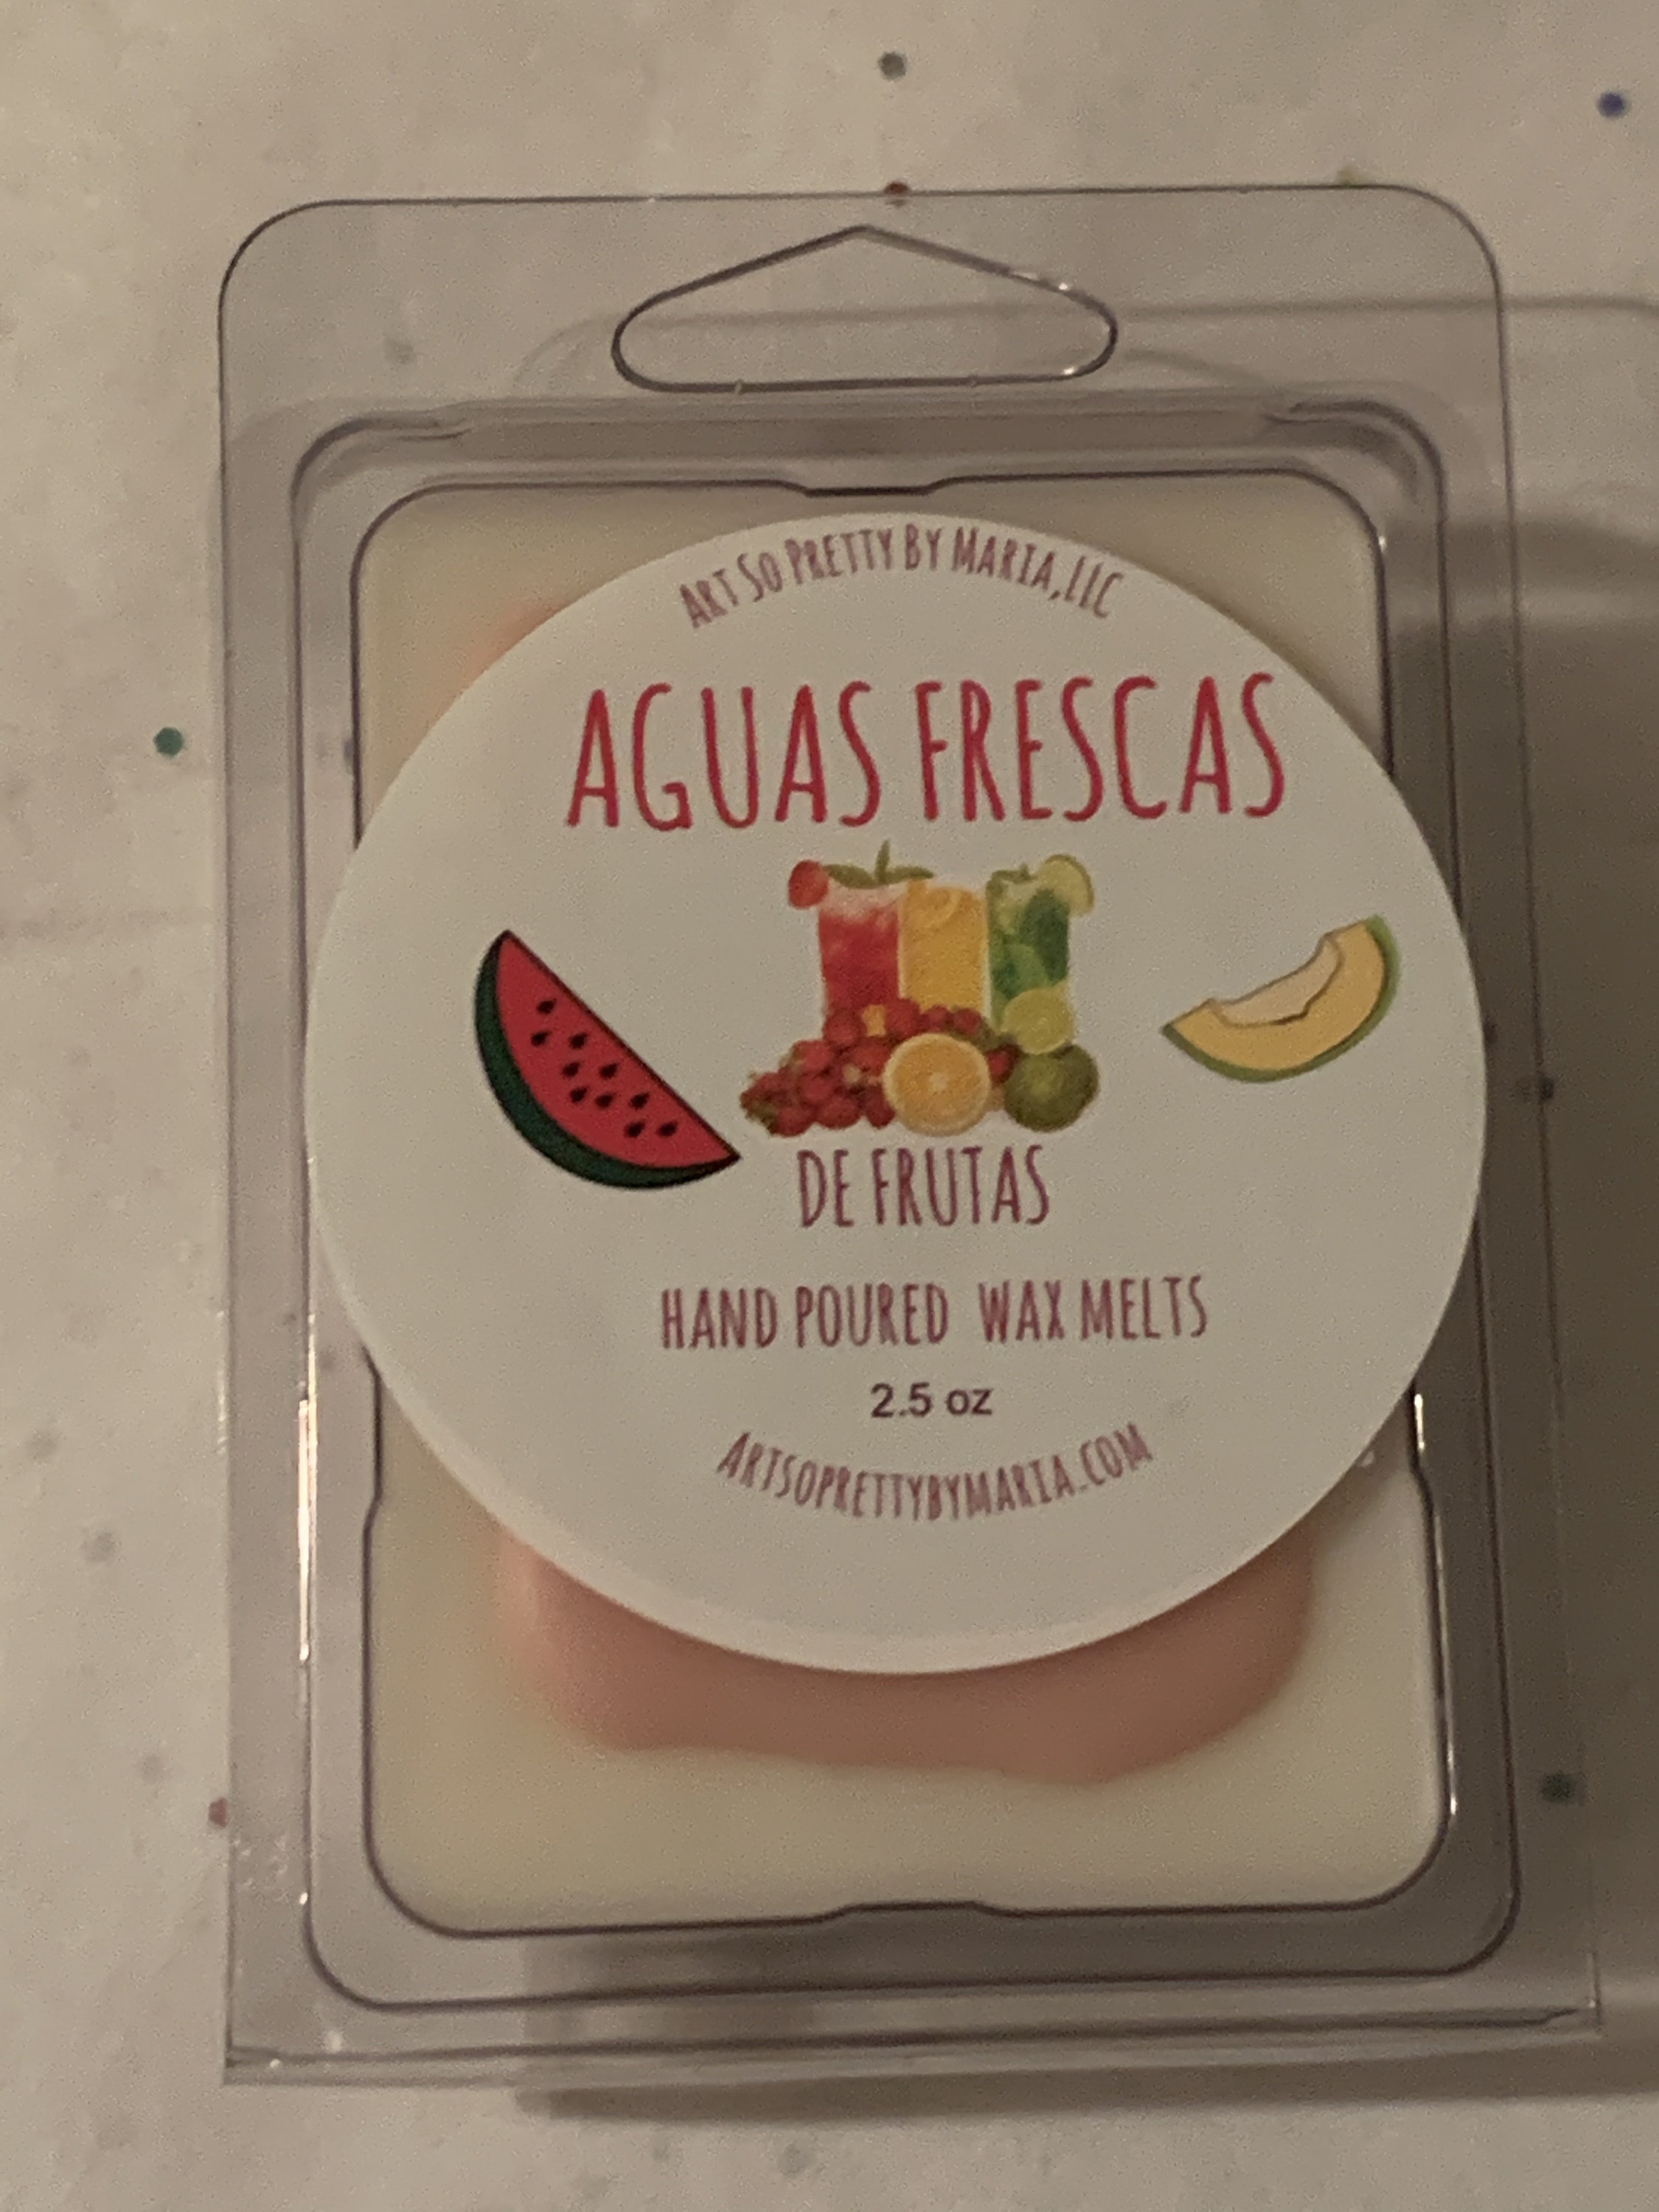 ART SO PRETTY BY MARIA, LLC
AGUAS FRESCAS
DE FRUTAS
HAND POURED WAX MELTS
2.5 oz
ARTSOPRETTYBYMARIA.COM